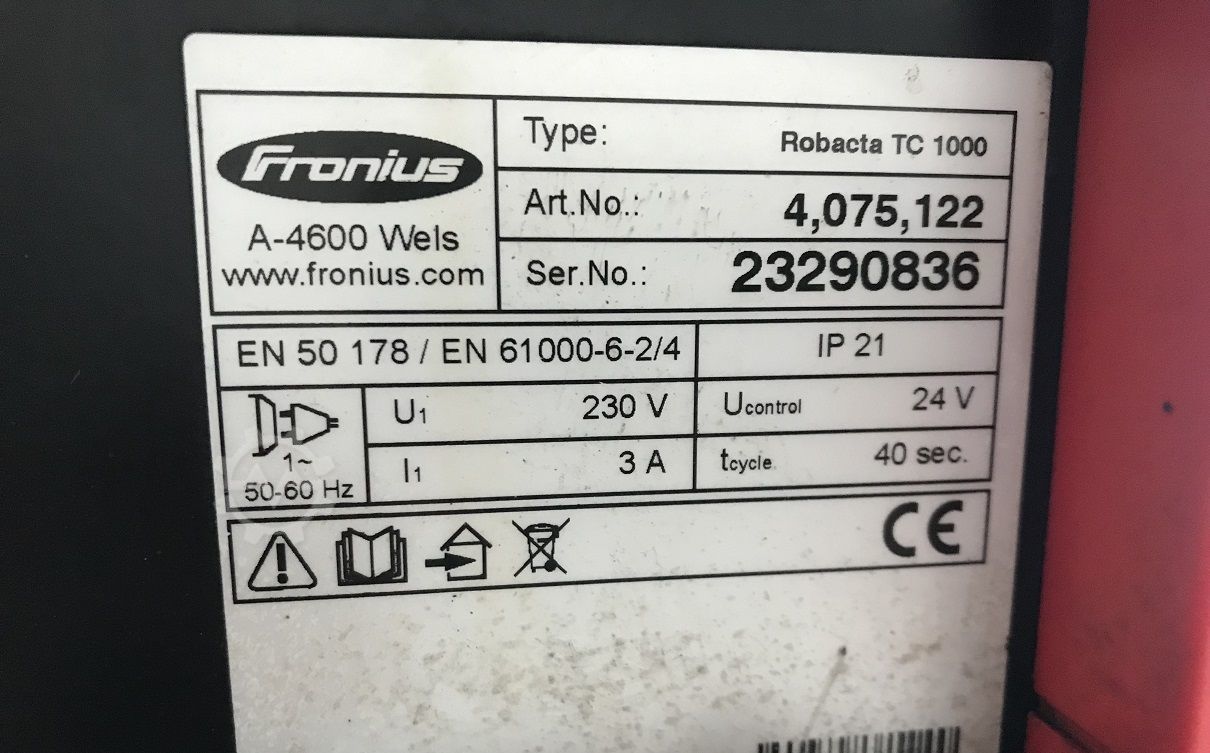 Fronius
A-4600 Wels
www.fronius.com
Type: Robacta TC 1000
Art.No.: 4,075,122
Ser.No.: 23290836
EN 50 178 / EN 61000-6-2/4 IP 21
1~
50-60 Hz
U1 230 V Ucontrol 24 V
I1 3 A tcycle 40 sec.
CE